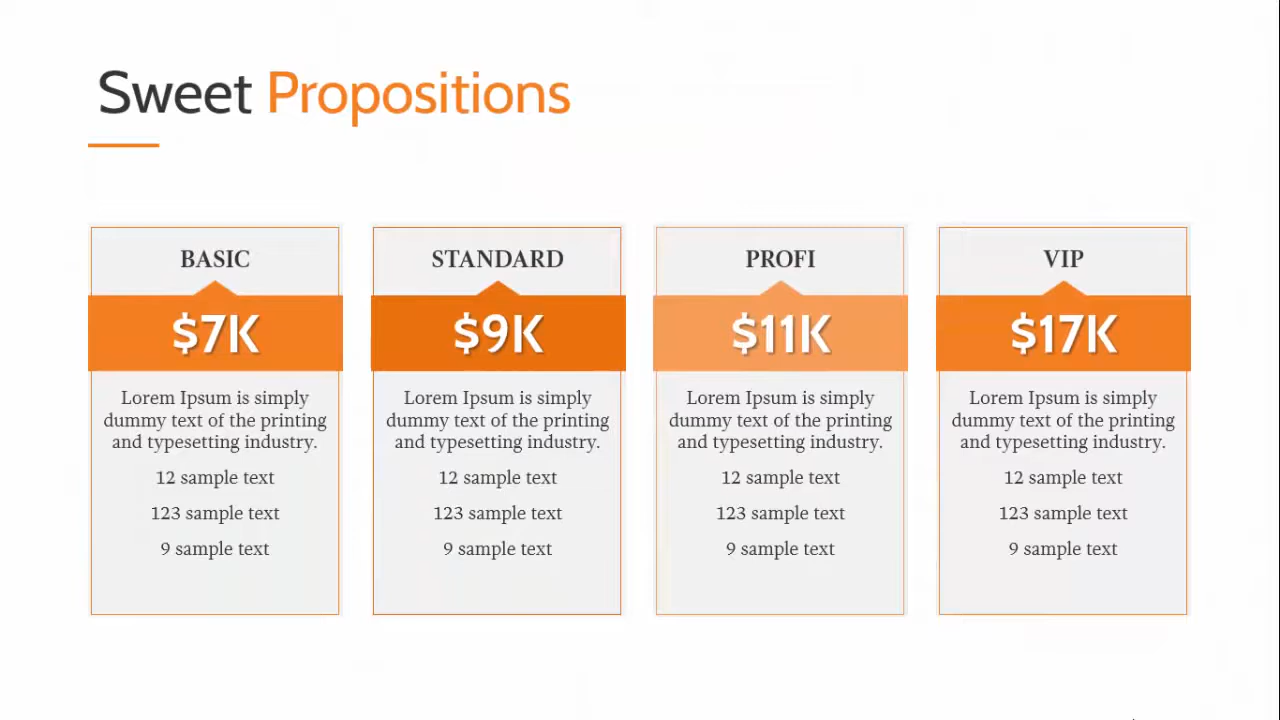 Sweet Propositions
BASIC
$7K
Lorem Ipsum is simply
dummy text of the printing
and typesetting industry.
12 sample text
123 sample text
9 sample text
STANDARD
$9K
Lorem Ipsum is simply
dummy text of the printing
and typesetting industry.
12 sample text
123 sample text
9 sample text
PROFI
$11K
Lorem Ipsum is simply
dummy text of the printing
and typesetting industry.
12 sample text
123 sample text
9 sample text
VIP
$17K
Lorem Ipsum is simply
dummy text of the printing
and typesetting industry.
12 sample text
123 sample text
9 sample text